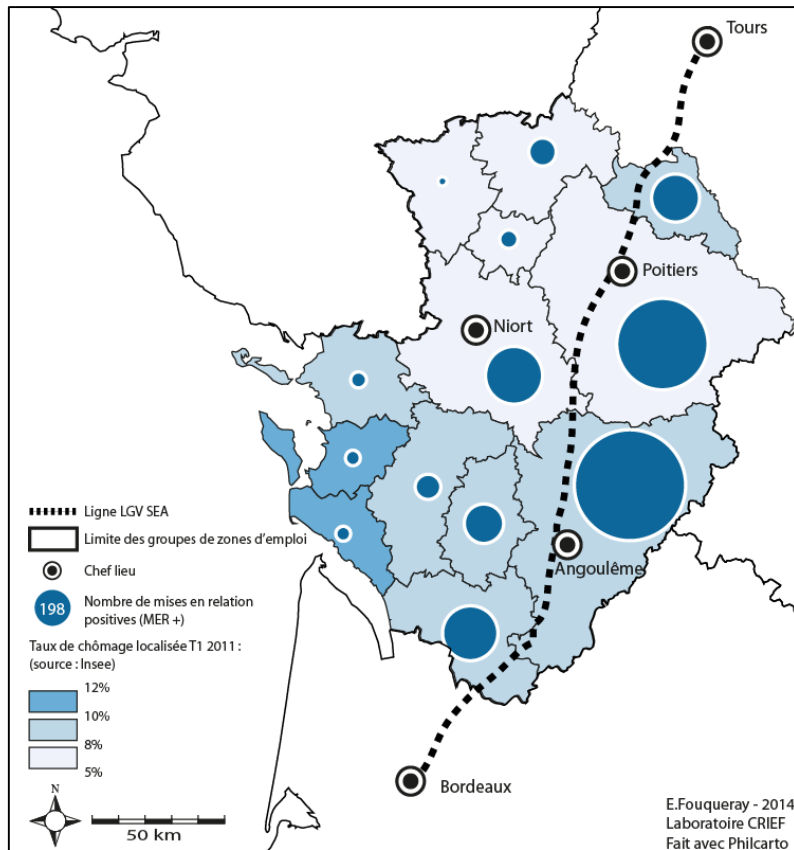 Tours
Poitiers
Niort
Angoulême
Bordeaux
Ligne LGV SEA
Limite des groupes de zones d'emploi
Chef lieu
198
Nombre de mises en relation
positives (MER +)
Taux de chômage localisée T1 2011 :
(source : Insee)
12%
10%
8%
5%
N
50 km
E.Fouqueray - 2014
Laboratoire CRIEF
Fait avec Philcarto